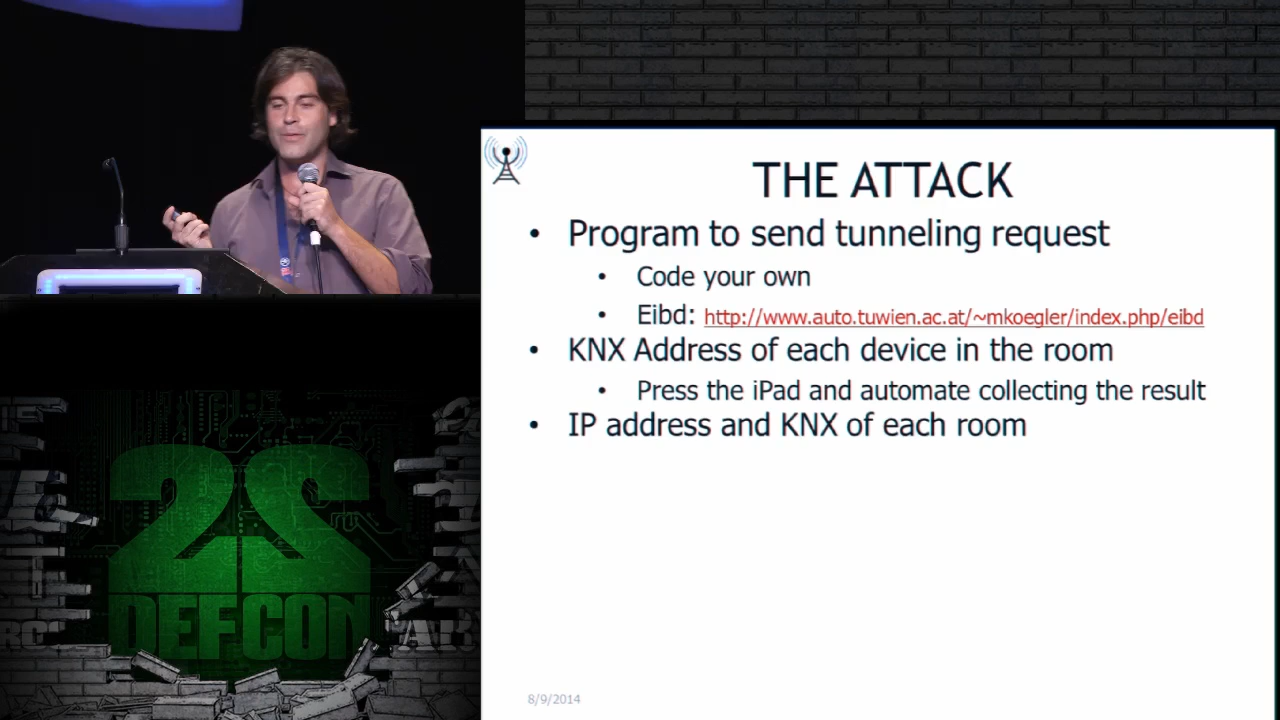 THE ATTACK
• Program to send tunneling request
• Code your own
• Eibd: http://www.auto.tuwien.ac.at/~mkoegler/index.php/eibd
• KNX Address of each device in the room
• Press the iPad and automate collecting the result
• IP address and KNX of each room
8/9/2014
22
DEFCON